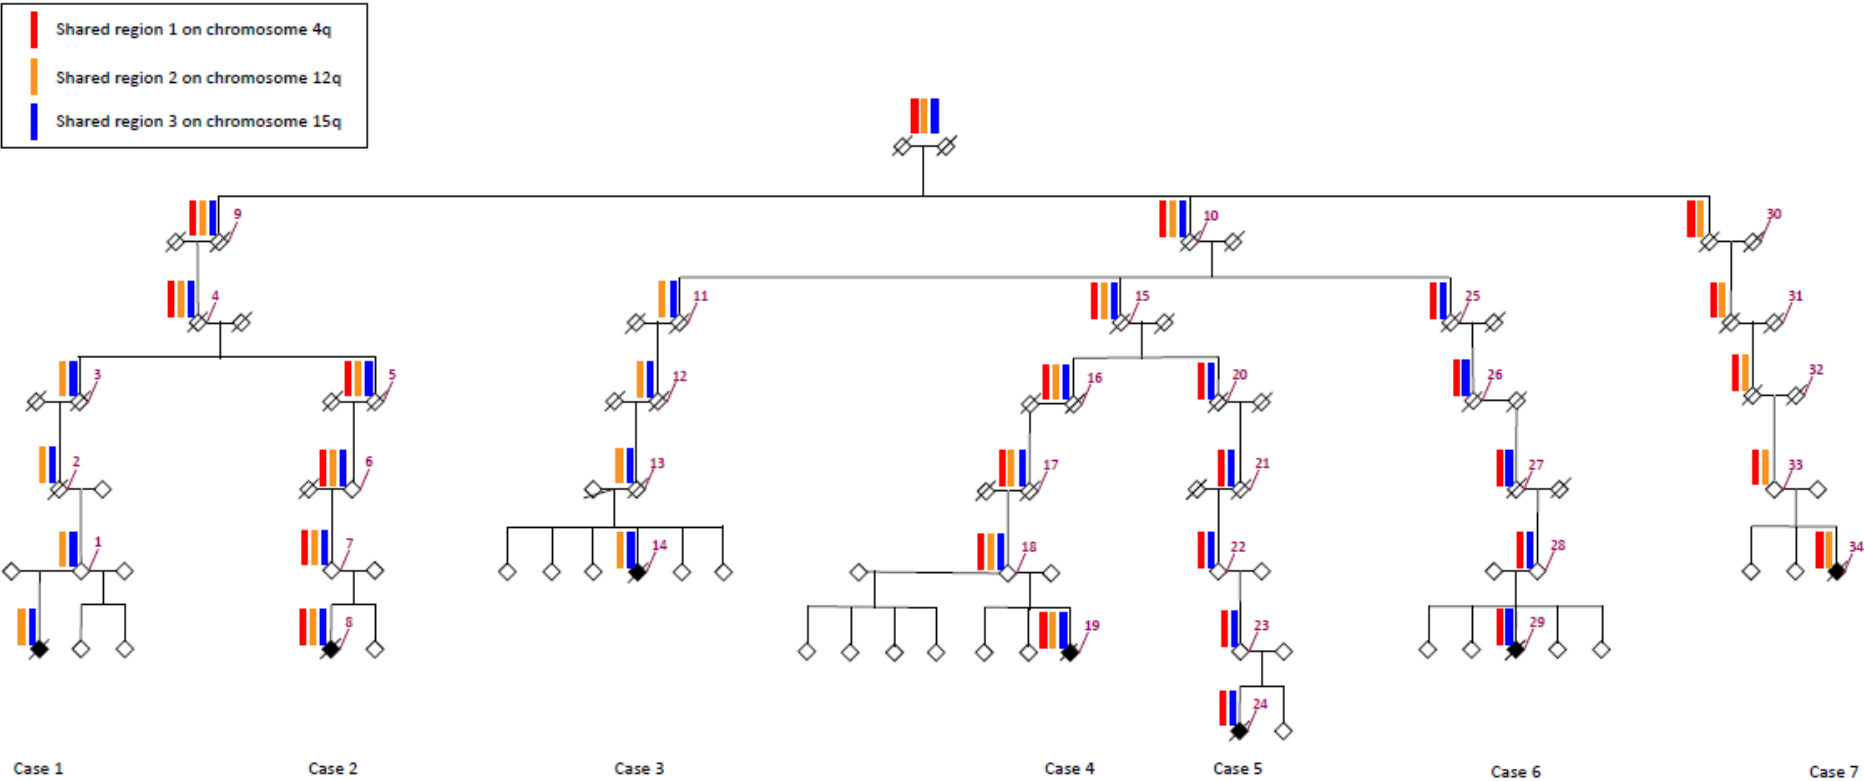 Shared region 1 on chromosome 4q
Shared region 2 on chromosome 12q
Shared region 3 on chromosome 15q
9 10 30
4 11 15 25 31
3 5 12 16 20 26 32
2 6 13 17 21 27 33
1 7 14 18 22 28 34
8 19 23 29
24
Case 1 Case 2 Case 3 Case 4 Case 5 Case 6 Case 7